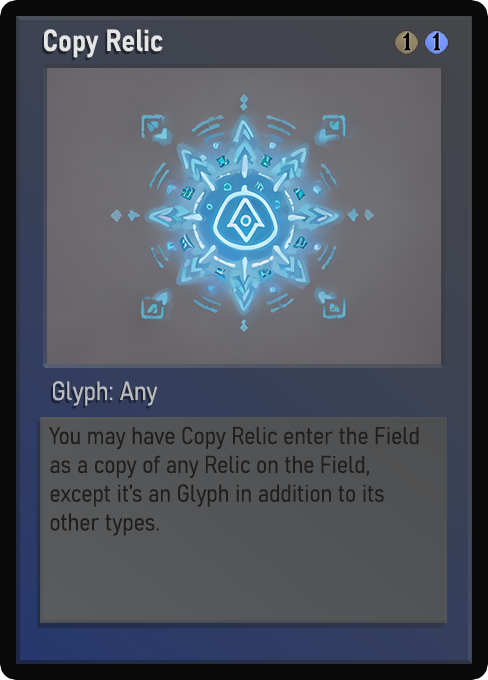 Copy Relic 1 1
Glyph: Any
You may have Copy Relic enter the Field
as a copy of any Relic on the Field,
except it's an Glyph in addition to its
other types.